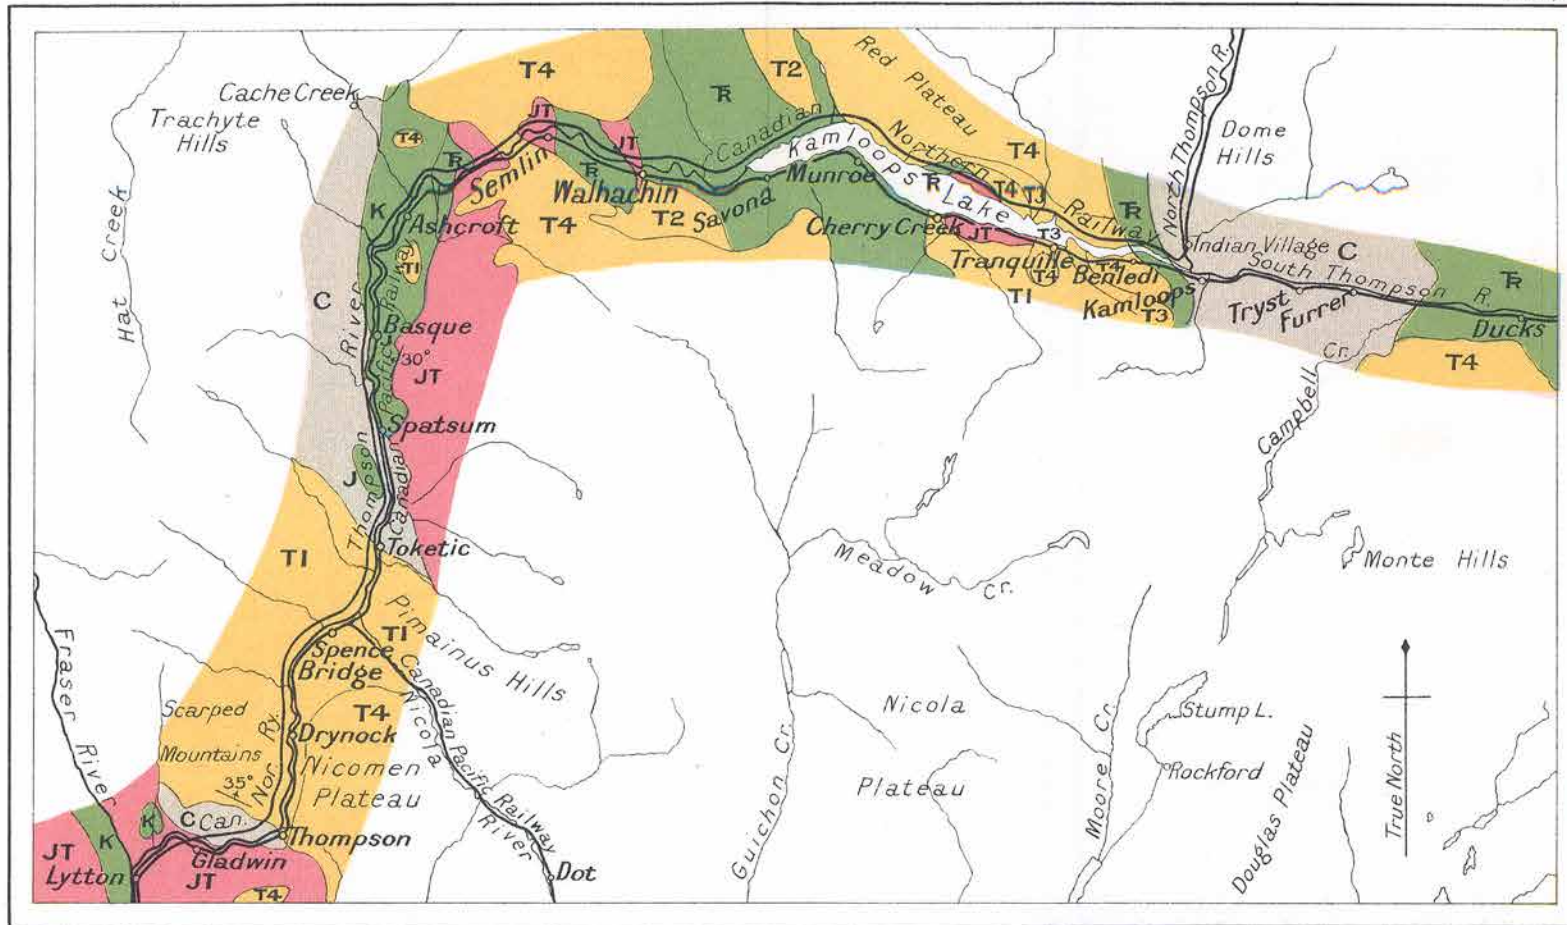 T4
T2
Red Plateau
Cache Creek
Trachyte
Hills
T4
JT
TR
JT
TR
TR
Semlin
Walhachin
Canadian Northern Railway
Kamloops Lake
Munroe
Savona
T2
T4
Dome
Hills
North Thompson R.
T4
T4
T3
TR
TR
Hat Creek
K
Ashcroft
T1
Cherry Creek
JT
T3
Tranquille
T4
Benledi
T4
T1
Kamloops
T3
Indian Village
C
South Thompson R.
Tryst
Furrer
TR
Ducks
T4
C
Basque
30°
JT
Spatsum
J
Thompson River
Canadian Pacific Railway
Campbell Cr.
Toketic
T1
Meadow Cr.
Monte Hills
Fraser River
Pimainus Hills
T1
Spence
Bridge
Canadian Pacific Railway
Nicola River
Scarped
Mountains
35°
Can. Nor. Ry.
Drynock
T4
Nicomen
Plateau
Nicola
Plateau
Guichon Cr.
Moore Cr.
Stump L.
Rockford
Douglas Plateau
True North
K
K
C
Thompson
Gladwin
JT
JT
Lytton
T4
Dot